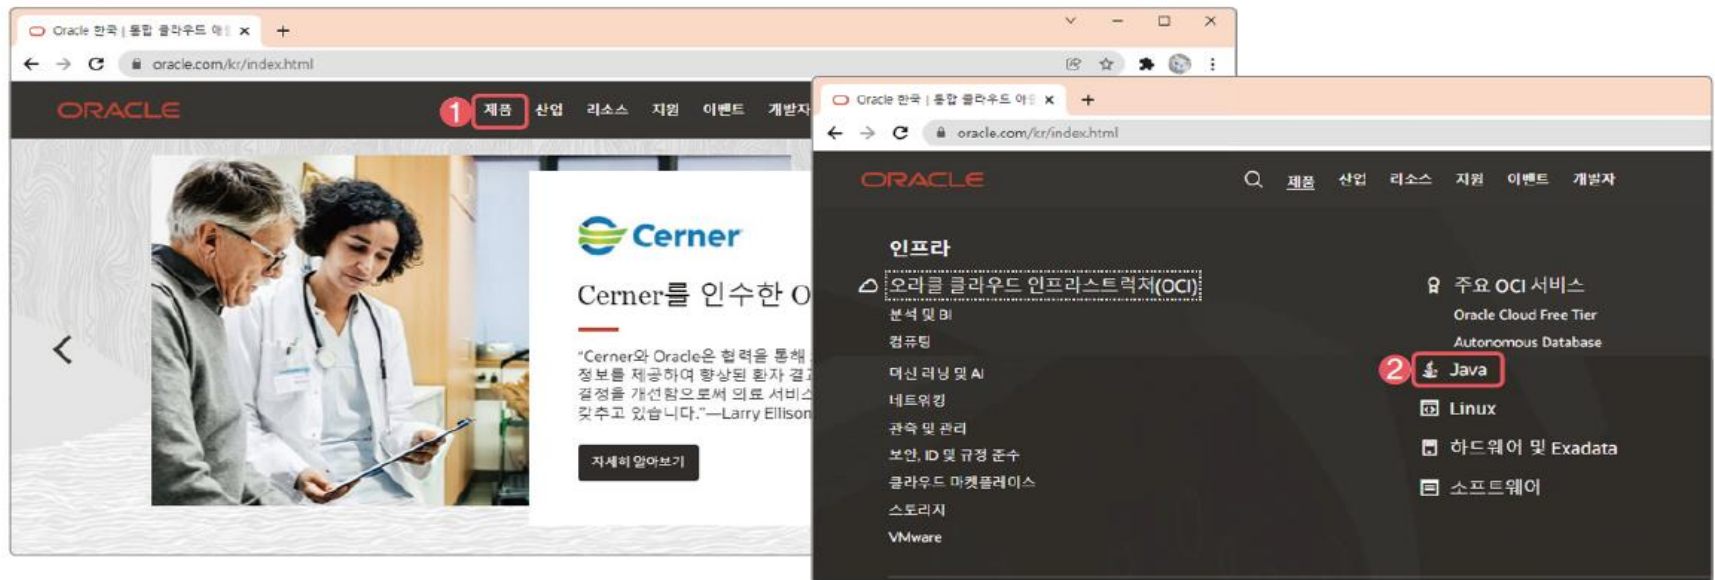 Oracle 한국 | 통합 클라우드 애
oracle.com/kr/index.html
ORACLE
1 제품 산업 리소스 지원 이벤트 개발자
Cerner
Cerner를 인수한 O
“Cerner와 Oracle은 협력을 통해
정보를 제공하여 향상된 환자 결
결정을 개선함으로써 의료 서비스
갖추고 있습니다.”—Larry Ellison
자세히 알아보기
Oracle 한국 | 통합 클라우드 애
oracle.com/kr/index.html
ORACLE
제품 산업 리소스 지원 이벤트 개발자
인프라
오라클 클라우드 인프라스트럭처(OCI)
분석 및 BI
컴퓨팅
머신 러닝 및 AI
네트워킹
관측 및 관리
보안, ID 및 규정 준수
클라우드 마켓플레이스
스토리지
VMware
주요 OCI 서비스
Oracle Cloud Free Tier
Autonomous Database
2 Java
Linux
하드웨어 및 Exadata
소프트웨어